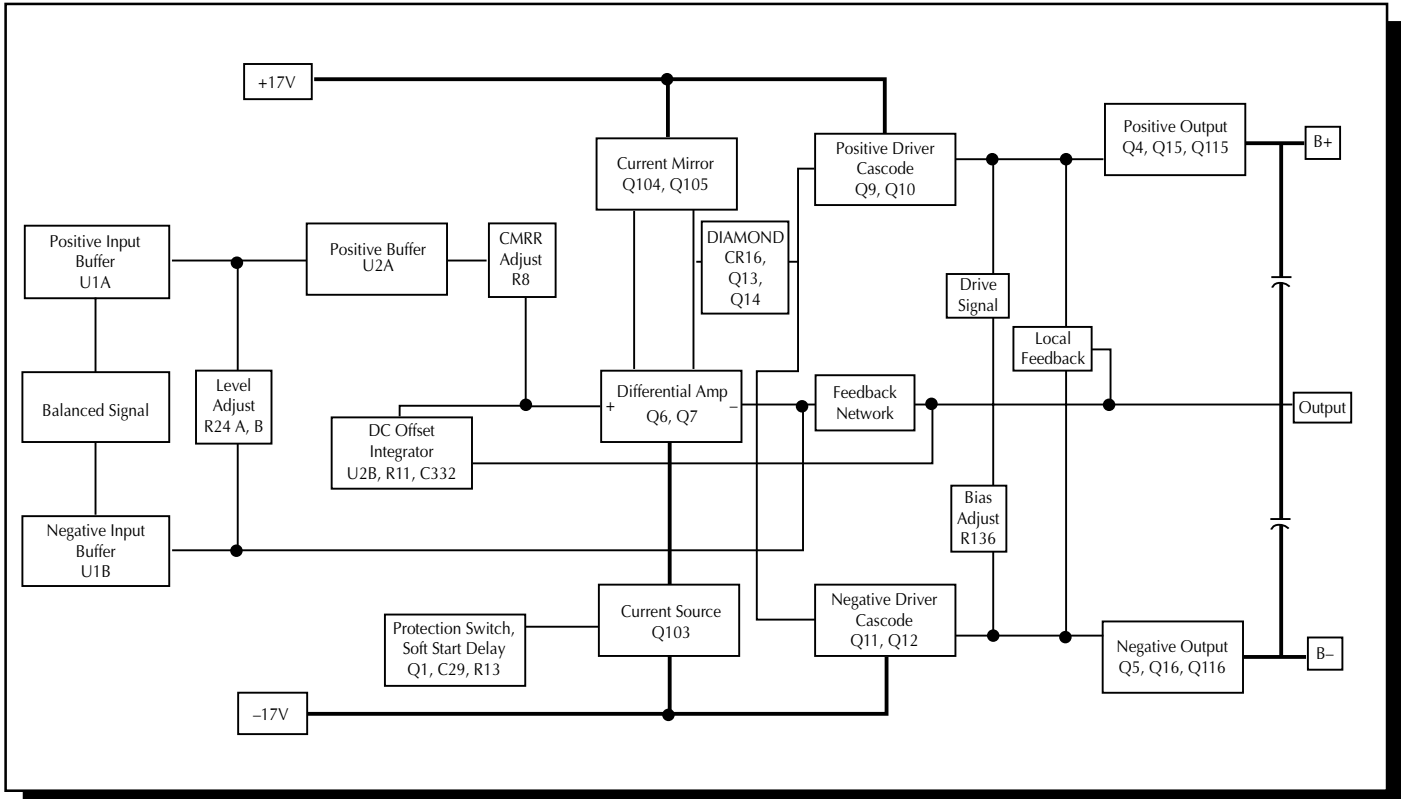 +17V
Current Mirror
Q104, Q105
Positive Driver
Cascode
Q9, Q10
Positive Output
Q4, Q15, Q115
B+
Positive Input
Buffer
U1A
Positive Buffer
U2A
CMRR
Adjust
R8
DIAMOND
CR16,
Q13,
Q14
Drive
Signal
Local
Feedback
Balanced Signal
Level
Adjust
R24 A, B
DC Offset
Integrator
U2B, R11, C332
Differential Amp
+
–
Q6, Q7
Feedback
Network
Output
Negative Input
Buffer
U1B
Bias
Adjust
R136
Protection Switch,
Soft Start Delay
Q1, C29, R13
Current Source
Q103
Negative Driver
Cascode
Q11, Q12
Negative Output
Q5, Q16, Q116
B–
–17V